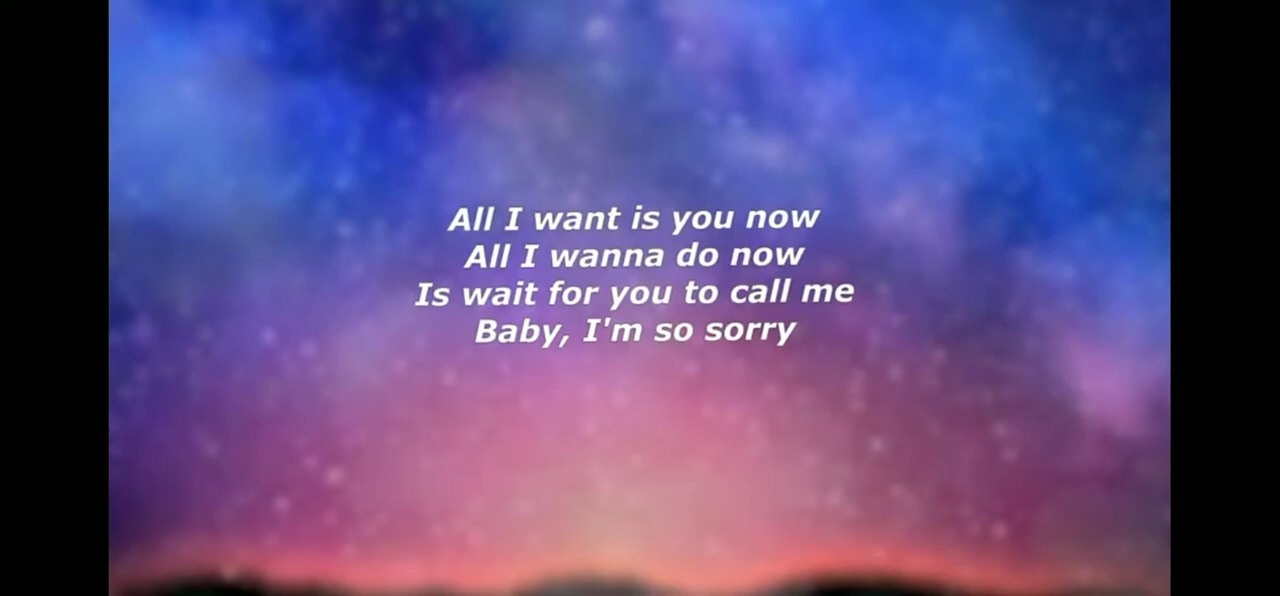 All I want is you now
All I wanna do now
Is wait for you to call me
Baby, I'm so sorry